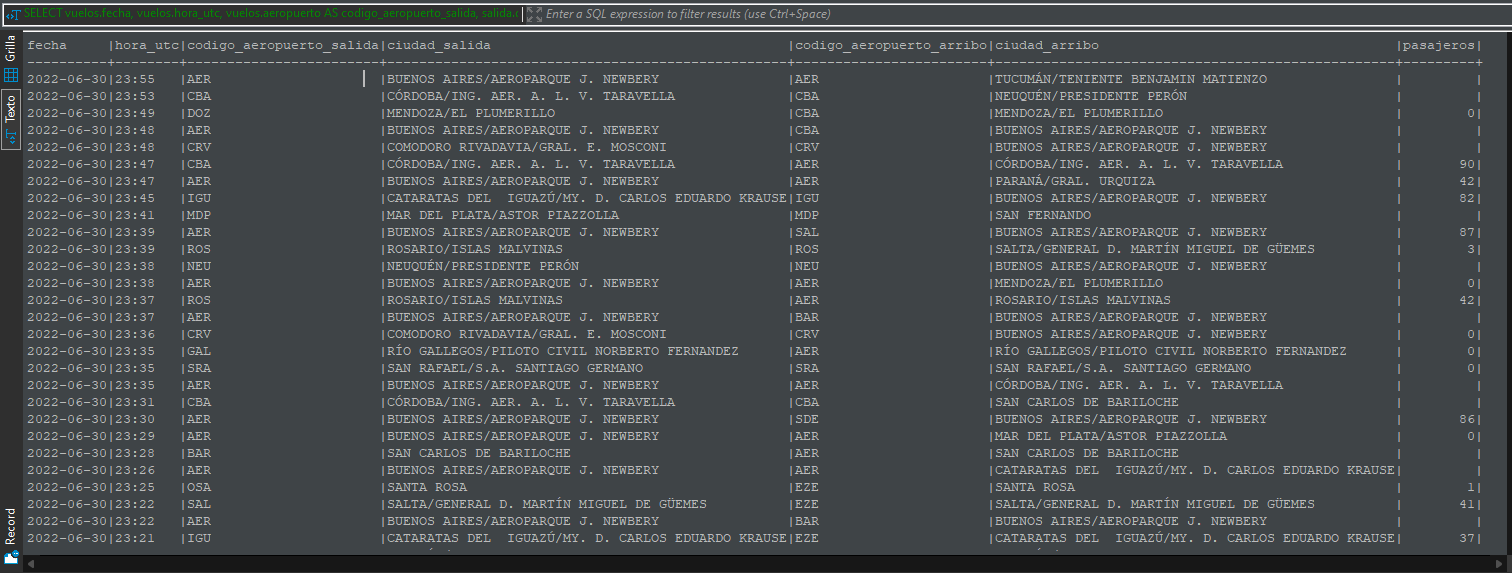 SELECT vuelos.fecha, vuelos.hora_utc, vuelos.aeropuerto AS codigo_aeropuerto_salida, salida.c Enter a SQL expression to filter results (use Ctrl+Space)
Grilla
Texto
Record
fecha |hora_utc|codigo_aeropuerto_salida|ciudad_salida |codigo_aeropuerto_arribo|ciudad_arribo |pasajeros|
----------+--------+------------------------+--------------------------------------------------+------------------------+--------------------------------------------------+---------+
2022-06-30|23:55 |AER |BUENOS AIRES/AEROPARQUE J. NEWBERY |AER |TUCUMÁN/TENIENTE BENJAMIN MATIENZO | |
2022-06-30|23:53 |CBA |CÓRDOBA/ING. AER. A. L. V. TARAVELLA |CBA |NEUQUÉN/PRESIDENTE PERÓN | |
2022-06-30|23:49 |DOZ |MENDOZA/EL PLUMERILLO |CBA |MENDOZA/EL PLUMERILLO | 0|
2022-06-30|23:48 |AER |BUENOS AIRES/AEROPARQUE J. NEWBERY |CBA |BUENOS AIRES/AEROPARQUE J. NEWBERY | |
2022-06-30|23:48 |CRV |COMODORO RIVADAVIA/GRAL. E. MOSCONI |CRV |BUENOS AIRES/AEROPARQUE J. NEWBERY | |
2022-06-30|23:47 |CBA |CÓRDOBA/ING. AER. A. L. V. TARAVELLA |AER |CÓRDOBA/ING. AER. A. L. V. TARAVELLA | 90|
2022-06-30|23:47 |AER |BUENOS AIRES/AEROPARQUE J. NEWBERY |AER |PARANÁ/GRAL. URQUIZA | 42|
2022-06-30|23:45 |IGU |CATARATAS DEL  IGUAZÚ/MY. D. CARLOS EDUARDO KRAUSE|IGU |BUENOS AIRES/AEROPARQUE J. NEWBERY | 82|
2022-06-30|23:41 |MDP |MAR DEL PLATA/ASTOR PIAZZOLLA |MDP |SAN FERNANDO | |
2022-06-30|23:39 |AER |BUENOS AIRES/AEROPARQUE J. NEWBERY |SAL |BUENOS AIRES/AEROPARQUE J. NEWBERY | 87|
2022-06-30|23:39 |ROS |ROSARIO/ISLAS MALVINAS |ROS |SALTA/GENERAL D. MARTÍN MIGUEL DE GÜEMES | 3|
2022-06-30|23:38 |NEU |NEUQUÉN/PRESIDENTE PERÓN |NEU |BUENOS AIRES/AEROPARQUE J. NEWBERY | |
2022-06-30|23:38 |AER |BUENOS AIRES/AEROPARQUE J. NEWBERY |AER |MENDOZA/EL PLUMERILLO | 0|
2022-06-30|23:37 |ROS |ROSARIO/ISLAS MALVINAS |AER |ROSARIO/ISLAS MALVINAS | 42|
2022-06-30|23:37 |AER |BUENOS AIRES/AEROPARQUE J. NEWBERY |BAR |BUENOS AIRES/AEROPARQUE J. NEWBERY | |
2022-06-30|23:36 |CRV |COMODORO RIVADAVIA/GRAL. E. MOSCONI |CRV |BUENOS AIRES/AEROPARQUE J. NEWBERY | 0|
2022-06-30|23:35 |GAL |RÍO GALLEGOS/PILOTO CIVIL NORBERTO FERNANDEZ |AER |RÍO GALLEGOS/PILOTO CIVIL NORBERTO FERNANDEZ | 0|
2022-06-30|23:35 |SRA |SAN RAFAEL/S.A. SANTIAGO GERMANO |SRA |SAN RAFAEL/S.A. SANTIAGO GERMANO | 0|
2022-06-30|23:35 |AER |BUENOS AIRES/AEROPARQUE J. NEWBERY |AER |CÓRDOBA/ING. AER. A. L. V. TARAVELLA | |
2022-06-30|23:31 |CBA |CÓRDOBA/ING. AER. A. L. V. TARAVELLA |CBA |SAN CARLOS DE BARILOCHE | |
2022-06-30|23:30 |AER |BUENOS AIRES/AEROPARQUE J. NEWBERY |SDE |BUENOS AIRES/AEROPARQUE J. NEWBERY | 86|
2022-06-30|23:29 |AER |BUENOS AIRES/AEROPARQUE J. NEWBERY |AER |MAR DEL PLATA/ASTOR PIAZZOLLA | 0|
2022-06-30|23:28 |BAR |SAN CARLOS DE BARILOCHE |AER |SAN CARLOS DE BARILOCHE | |
2022-06-30|23:26 |AER |BUENOS AIRES/AEROPARQUE J. NEWBERY |AER |CATARATAS DEL  IGUAZÚ/MY. D. CARLOS EDUARDO KRAUSE| |
2022-06-30|23:25 |OSA |SANTA ROSA |EZE |SANTA ROSA | 1|
2022-06-30|23:22 |SAL |SALTA/GENERAL D. MARTÍN MIGUEL DE GÜEMES |EZE |SALTA/GENERAL D. MARTÍN MIGUEL DE GÜEMES | 41|
2022-06-30|23:22 |AER |BUENOS AIRES/AEROPARQUE J. NEWBERY |BAR |BUENOS AIRES/AEROPARQUE J. NEWBERY | |
2022-06-30|23:21 |IGU |CATARATAS DEL  IGUAZÚ/MY. D. CARLOS EDUARDO KRAUSE|EZE |CATARATAS DEL  IGUAZÚ/MY. D. CARLOS EDUARDO KRAUSE| 37|